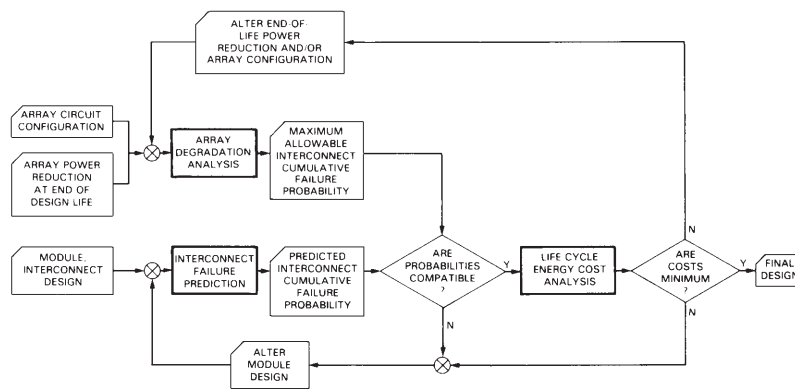 ALTER END-OF-
LIFE POWER
REDUCTION AND/OR
ARRAY CONFIGURATION
N
ARRAY CIRCUIT
CONFIGURATION
ARRAY POWER
REDUCTION
AT END OF
DESIGN LIFE
ARRAY
DEGRADATION
ANALYSIS
MAXIMUM
ALLOWABLE
INTERCONNECT
CUMULATIVE
FAILURE
PROBABILITY
MODULE,
INTERCONNECT
DESIGN
INTERCONNECT
FAILURE
PREDICTION
PREDICTED
INTERCONNECT
CUMULATIVE
FAILURE
PROBABILITY
ARE
PROBABILITIES
COMPATIBLE
?
Y
LIFE CYCLE
ENERGY COST
ANALYSIS
ARE
COSTS
MINIMUM
?
Y
FINAL
DESIGN
N
N
ALTER
MODULE
DESIGN